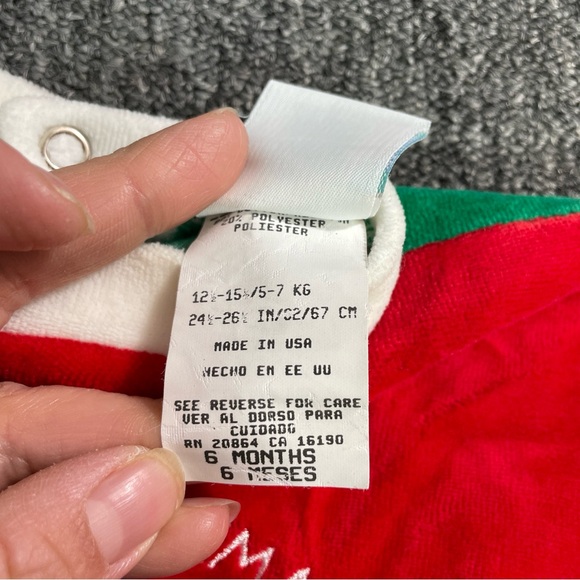 20% POLYESTER
POLIESTER
12½-15½/5-7 KG
24½-26½ IN/62/67 CM
MADE IN USA
HECHO EN EE UU
SEE REVERSE FOR CARE
VER AL DORSO PARA
CUIDADO
RN 20864 CA 16190
6 MONTHS
6 MESES